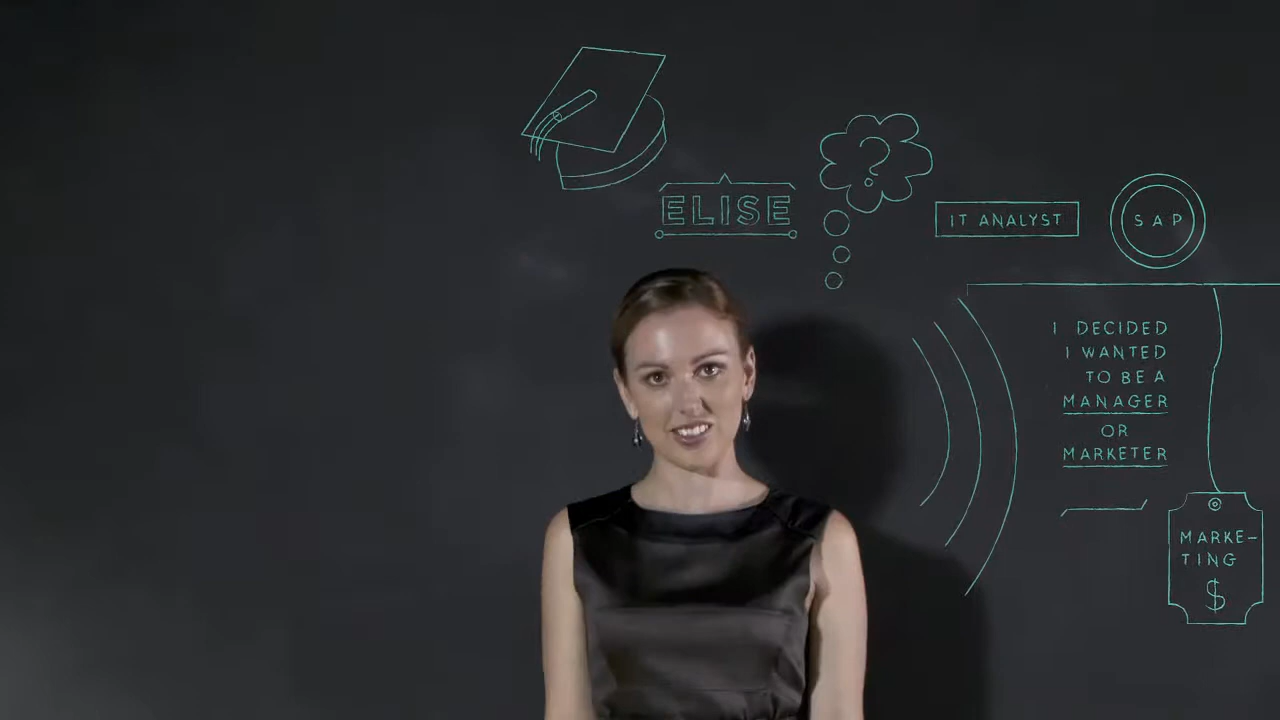 ELISE
?
IT ANALYST
SAP
I DECIDED
I WANTED
TO BE A
MANAGER
OR
MARKETER
MARKE-
TING
$